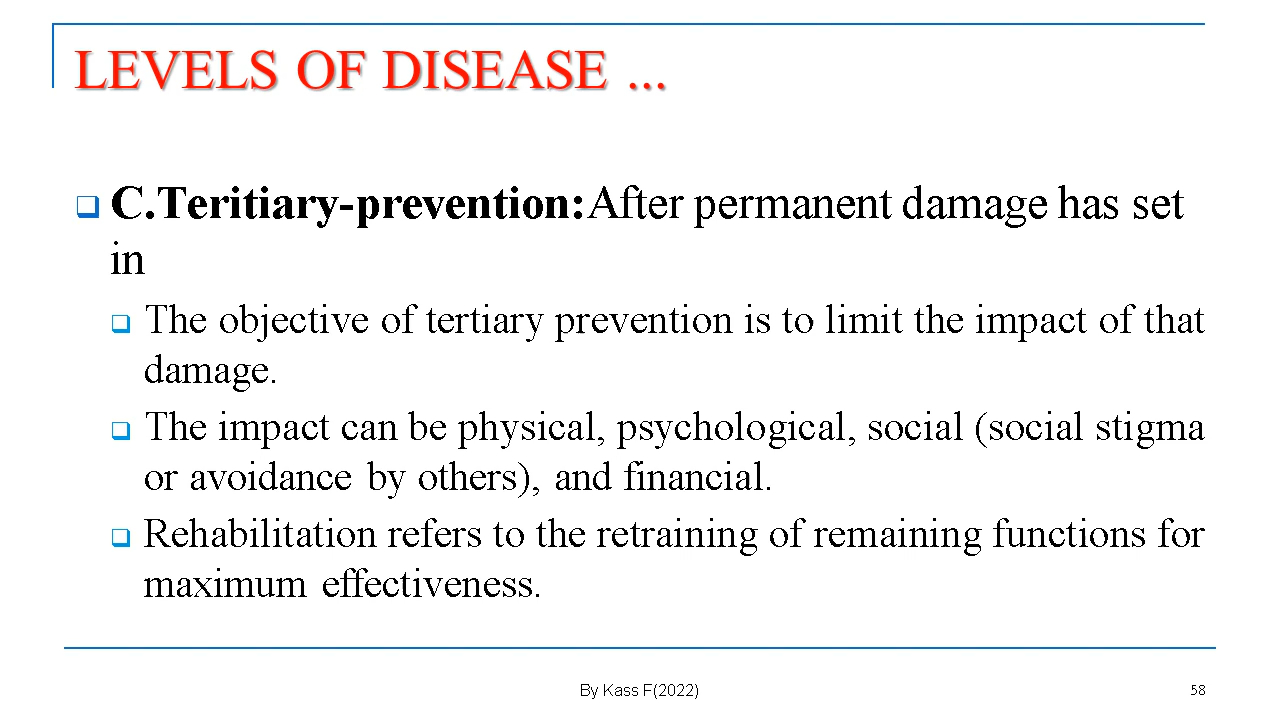 LEVELS OF DISEASE ...
C.Teritiary-prevention:After permanent damage has set
in
The objective of tertiary prevention is to limit the impact of that
damage.
The impact can be physical, psychological, social (social stigma
or avoidance by others), and financial.
Rehabilitation refers to the retraining of remaining functions for
maximum effectiveness.
By Kass F(2022)
58